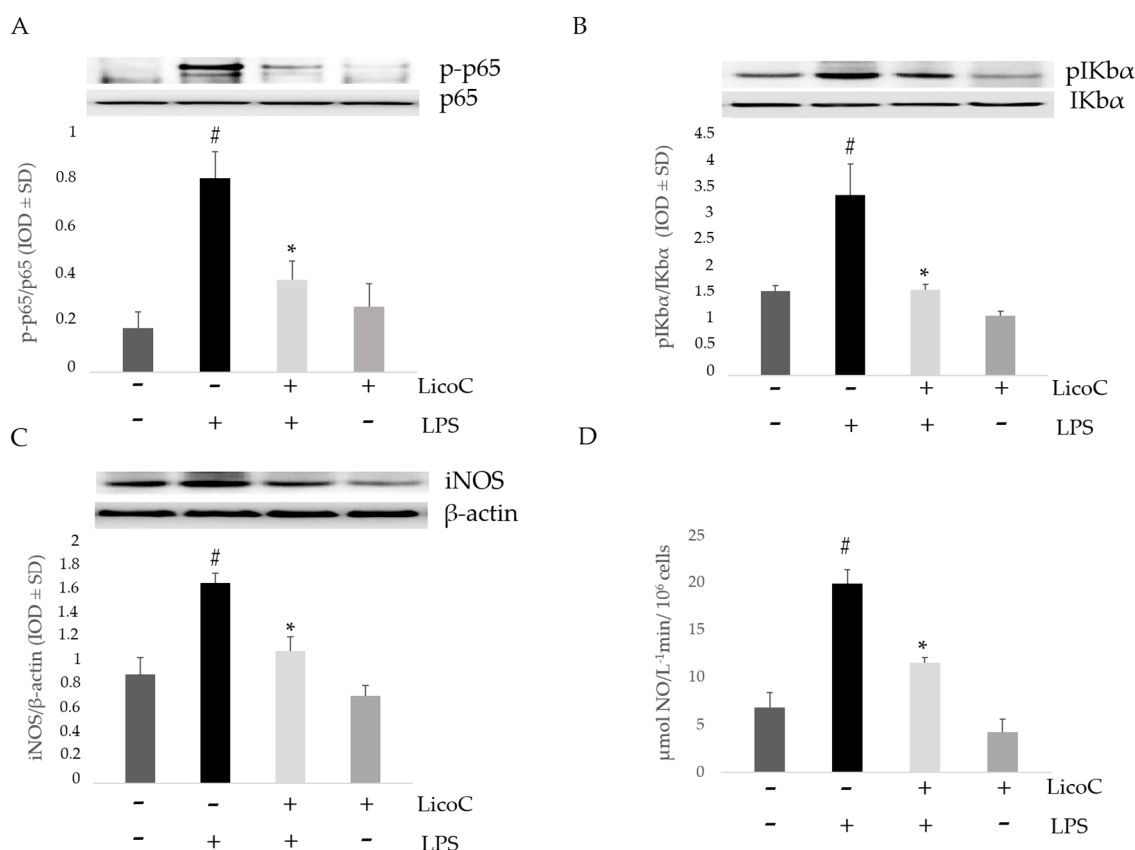 A
p-p65
p65
p-p65/p65 (IOD ± SD)
1
0.8
0.6
0.4
0.2
0
#
*
- - + + LicoC
- + + - LPS
B
pIKbα
IKbα
pIKbα/IKbα (IOD ± SD)
4.5
4
3.5
3
2.5
2
1.5
1
0.5
0
#
*
- - + + LicoC
- + + - LPS
C
iNOS
β-actin
iNOS/β-actin (IOD ± SD)
2
1.8
1.6
1.4
1.2
1
0.8
0.6
0.4
0.2
0
#
*
- - + + LicoC
- + + - LPS
D
µmol NO/L⁻¹min/ 10⁶ cells
25
20
15
10
5
0
#
*
- - + + LicoC
- + + - LPS